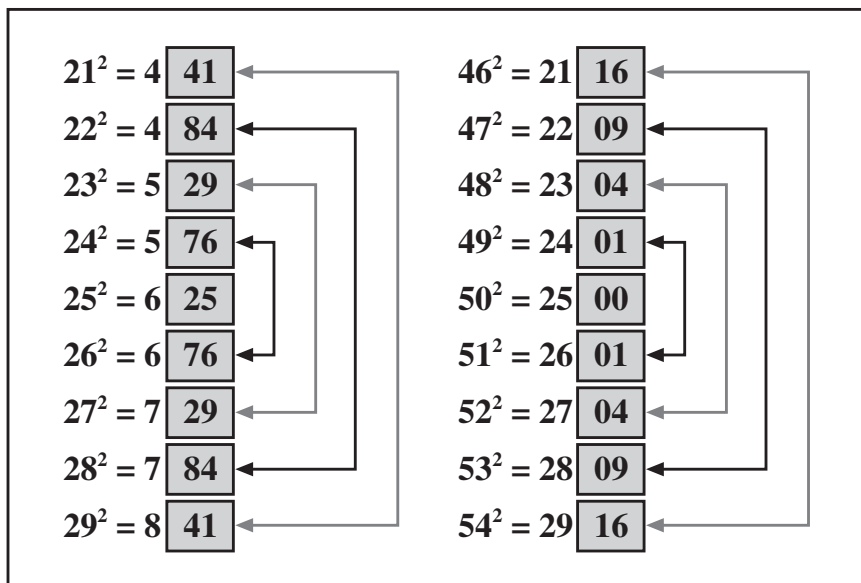 21² = 4 41
22² = 4 84
23² = 5 29
24² = 5 76
25² = 6 25
26² = 6 76
27² = 7 29
28² = 7 84
29² = 8 41
46² = 21 16
47² = 22 09
48² = 23 04
49² = 24 01
50² = 25 00
51² = 26 01
52² = 27 04
53² = 28 09
54² = 29 16